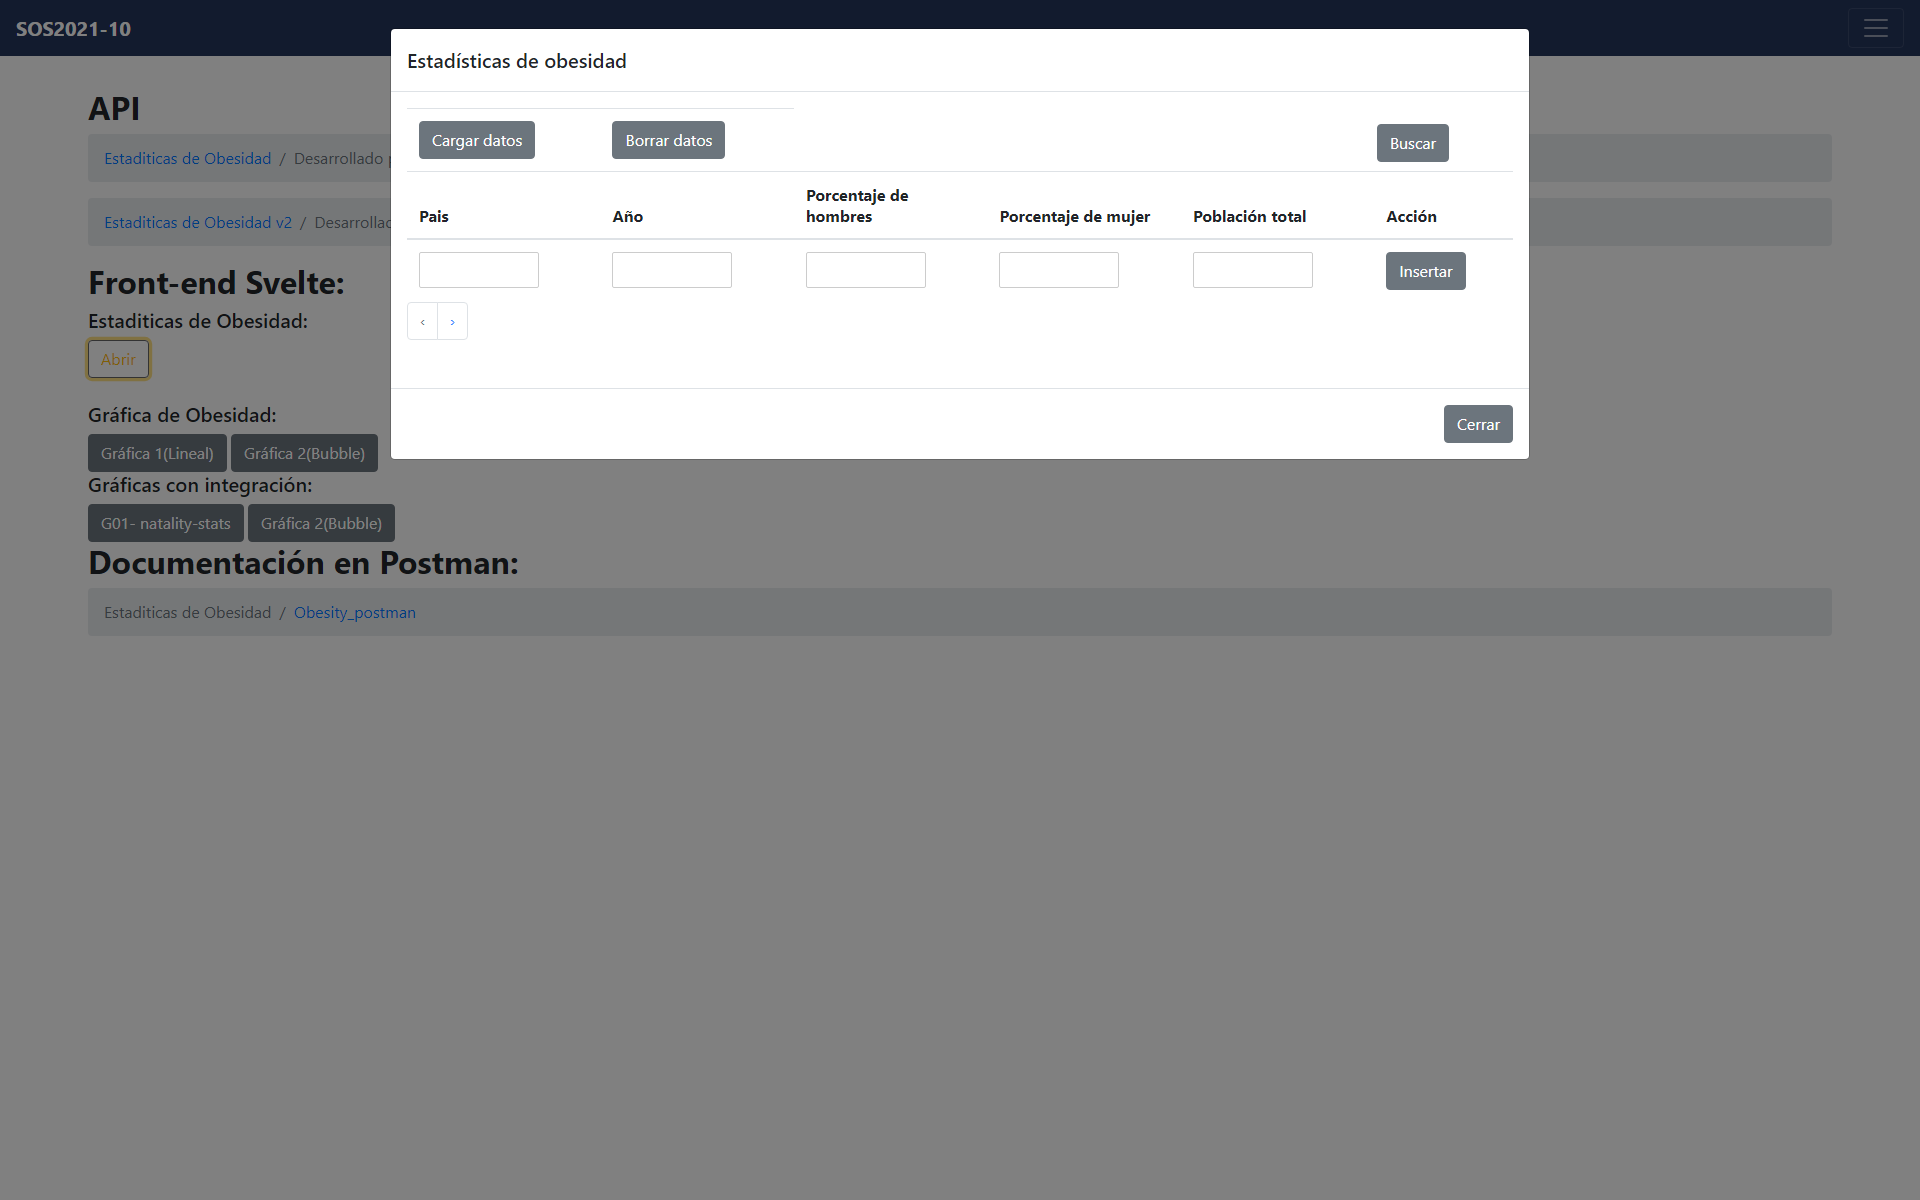 SOS2021-10
Estadísticas de obesidad
Cargar datos
Borrar datos
Buscar
Pais
Año
Porcentaje de
hombres
Porcentaje de mujer
Población total
Acción
Insertar
‹
›
Cerrar
API
Estaditicas de Obesidad / Desarrollado
Estaditicas de Obesidad v2 / Desarrollad
Front-end Svelte:
Estaditicas de Obesidad:
Abrir
Gráfica de Obesidad:
Gráfica 1(Lineal)
Gráfica 2(Bubble)
Gráficas con integración:
G01- natality-stats
Gráfica 2(Bubble)
Documentación en Postman:
Estaditicas de Obesidad / Obesity_postman